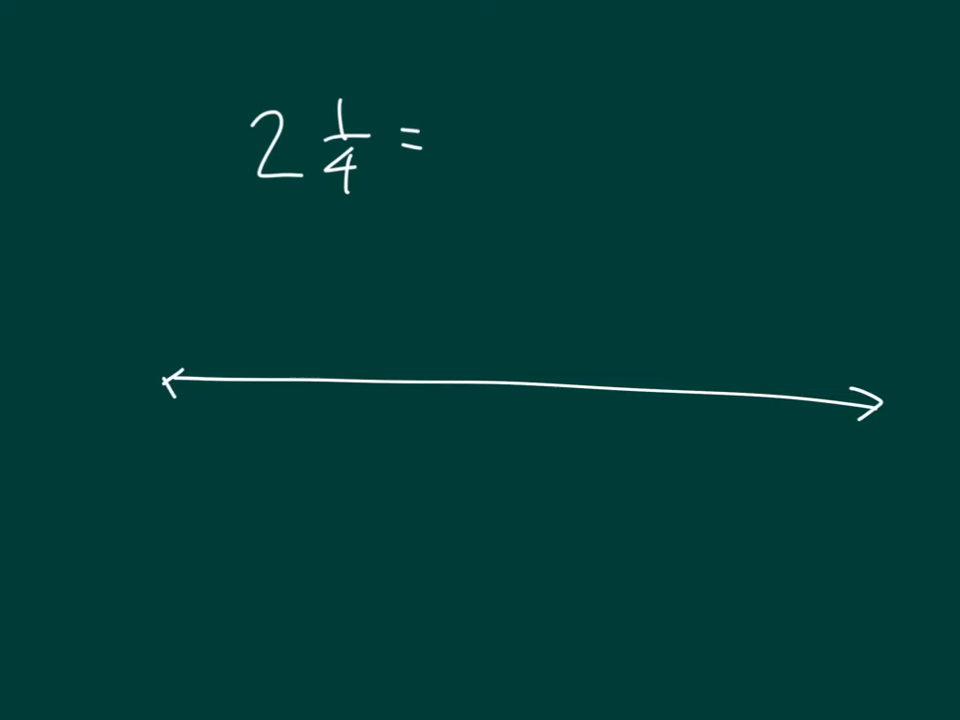 2 1/4 =